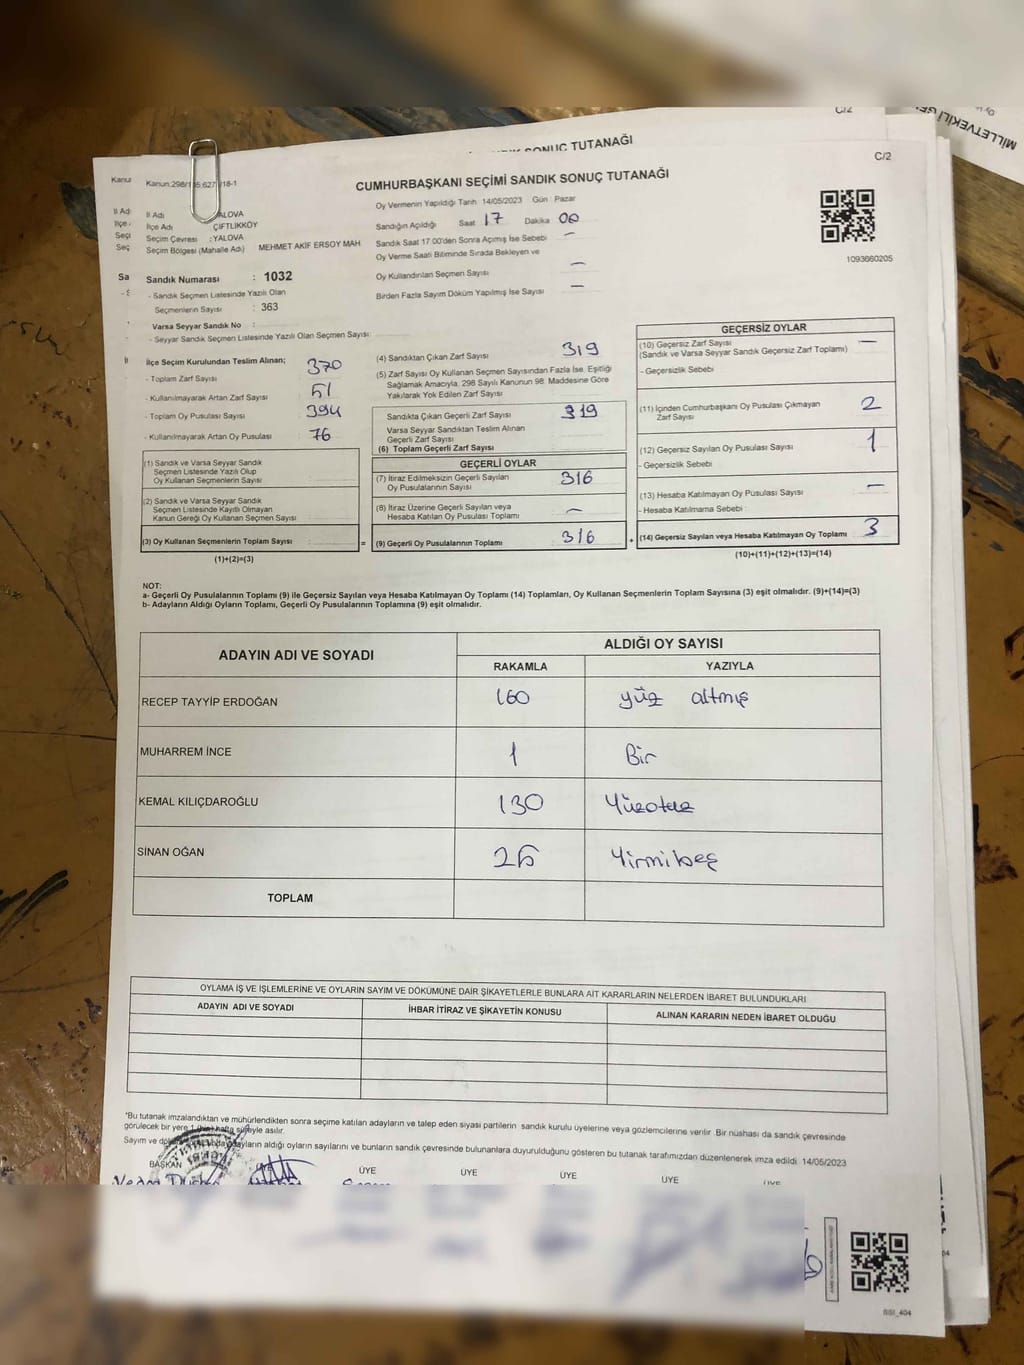 C/2
MİLLETVEKİLİ
SONUÇ TUTANAĞI
C/2
CUMHURBAŞKANI SEÇİMİ SANDIK SONUÇ TUTANAĞI
Oy Vermenin Yapıldığı Tarih 14/05/2023 Gün Pazar
İl Adı YALOVA
İlçe Adı ÇİFTLİKKÖY
Seçim Çevresi :YALOVA
Seçim Bölgesi (Mahalle Adı) MEHMET AKİF ERSOY MAH
Sandığın Açıldığı Saat 17 Dakika 00
Sandık Saat 17.00'den Sonra Açımış İse Sebebi —
Oy Verme Saati Bitiminde Sırada Bekleyen ve
Oy Kullandırılan Seçmen Sayısı —
Birden Fazla Sayım Döküm Yapılmış İse Sayısı —
1093660205
Sandık Numarası : 1032
- Sandık Seçmen Listesinde Yazılı Olan
Seçmenlerin Sayısı : 363
Varsa Seyyar Sandık No :
- Seyyar Sandık Seçmen Listesinde Yazılı Olan Seçmen Sayısı:
İlçe Seçim Kurulundan Teslim Alınan;
- Toplam Zarf Sayısı 370
- Kullanılmayarak Artan Zarf Sayısı 51
- Toplam Oy Pusulası Sayısı 394
- Kullanılmayarak Artan Oy Pusulası 76
(1) Sandık ve Varsa Seyyar Sandık
Seçmen Listesinde Yazılı Olup
Oy Kullanan Seçmenlerin Sayısı
(2) Sandık ve Varsa Seyyar Sandık
Seçmen Listesinde Kayıtlı Olmayan
Kanun Gereği Oy Kullanan Seçmen Sayısı
(3) Oy Kullanan Seçmenlerin Toplam Sayısı =
(1)+(2)=(3)
(4) Sandıktan Çıkan Zarf Sayısı 319
(5) Zarf Sayısı Oy Kullanan Seçmen Sayısından Fazla İse, Eşitliği
Sağlamak Amacıyla, 298 Sayılı Kanunun 98. Maddesine Göre
Yakılarak Yok Edilen Zarf Sayısı
Sandıkta Çıkan Geçerli Zarf Sayısı 319
Varsa Seyyar Sandıktan Teslim Alınan
Geçerli Zarf Sayısı
(6) Toplam Geçerli Zarf Sayısı
GEÇERLİ OYLAR
(7) İtiraz Edilmeksizin Geçerli Sayılan
Oy Pusulalarının Sayısı 316
(8) İtiraz Üzerine Geçerli Sayılan veya
Hesaba Katılan Oy Pusulası Toplamı —
(9) Geçerli Oy Pusulalarının Toplamı 316 +
GEÇERSİZ OYLAR
(10) Geçersiz Zarf Sayısı —
(Sandık ve Varsa Seyyar Sandık Geçersiz Zarf Toplamı)
- Geçersizlik Sebebi
(11) İçinden Cumhurbaşkanı Oy Pusulası Çıkmayan
Zarf Sayısı 2
(12) Geçersiz Sayılan Oy Pusulası Sayısı 1
- Geçersizlik Sebebi
(13) Hesaba Katılmayan Oy Pusulası Sayısı —
- Hesaba Katılmama Sebebi :
(14) Geçersiz Sayılan veya Hesaba Katılmayan Oy Toplamı 3
(10)+(11)+(12)+(13)=(14)
NOT:
a- Geçerli Oy Pusulalarının Toplamı (9) ile Geçersiz Sayılan veya Hesaba Katılmayan Oy Toplamı (14) Toplamları, Oy Kullanan Seçmenlerin Toplam Sayısına (3) eşit olmalıdır. (9)+(14)=(3)
b- Adayların Aldığı Oyların Toplamı, Geçerli Oy Pusulalarının Toplamına (9) eşit olmalıdır.
ADAYIN ADI VE SOYADI
ALDIĞI OY SAYISI
RAKAMLA YAZIYLA
RECEP TAYYİP ERDOĞAN 160 yüz altmış
MUHARREM İNCE 1 Bir
KEMAL KILIÇDAROĞLU 130 Yüzotuz
SİNAN OĞAN 25 Yirmibeş
TOPLAM
OYLAMA İŞ VE İŞLEMLERİNE VE OYLARIN SAYIM VE DÖKÜMÜNE DAİR ŞİKAYETLERLE BUNLARA AİT KARARLARIN NELERDEN İBARET BULUNDUKLARI
ADAYIN ADI VE SOYADI İHBAR İTİRAZ VE ŞİKAYETİN KONUSU ALINAN KARARIN NEDEN İBARET OLDUĞU
*Bu tutanak imzalandıktan ve mühürlendikten sonra seçime katılan adayların ve talep eden siyasi partilerin sandık kurulu üyelerine veya gözlemcilerine verilir. Bir nüshası da sandık çevresinde
görülecek bir yere 1 hafta süreyle asılır.
Sayım ve adayların aldığı oyların sayılarını ve bunların sandık çevresinde bulunanlara duyurulduğunu gösteren bu tutanak tarafımızdan düzenlenerek imza edildi. 14/05/2023
BAŞKAN ÜYE ÜYE ÜYE ÜYE ÜYE ÜYE